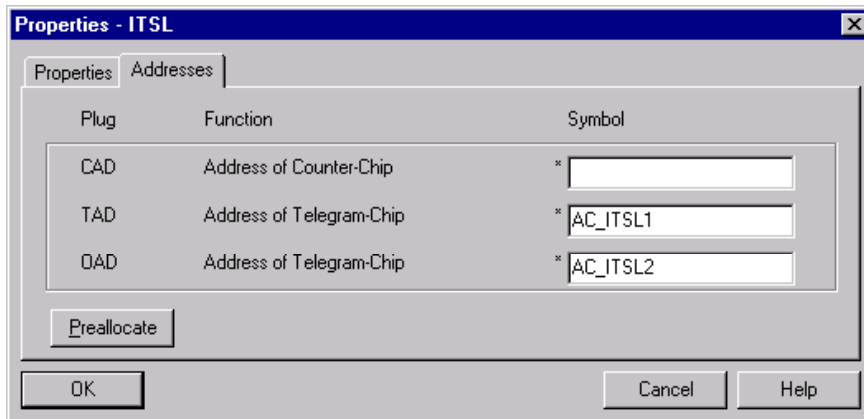 Properties - ITSL
Properties Addresses
Plug Function Symbol
CAD Address of Counter-Chip *
TAD Address of Telegram-Chip * AC_ITSL1
OAD Address of Telegram-Chip * AC_ITSL2
Preallocate
OK Cancel Help